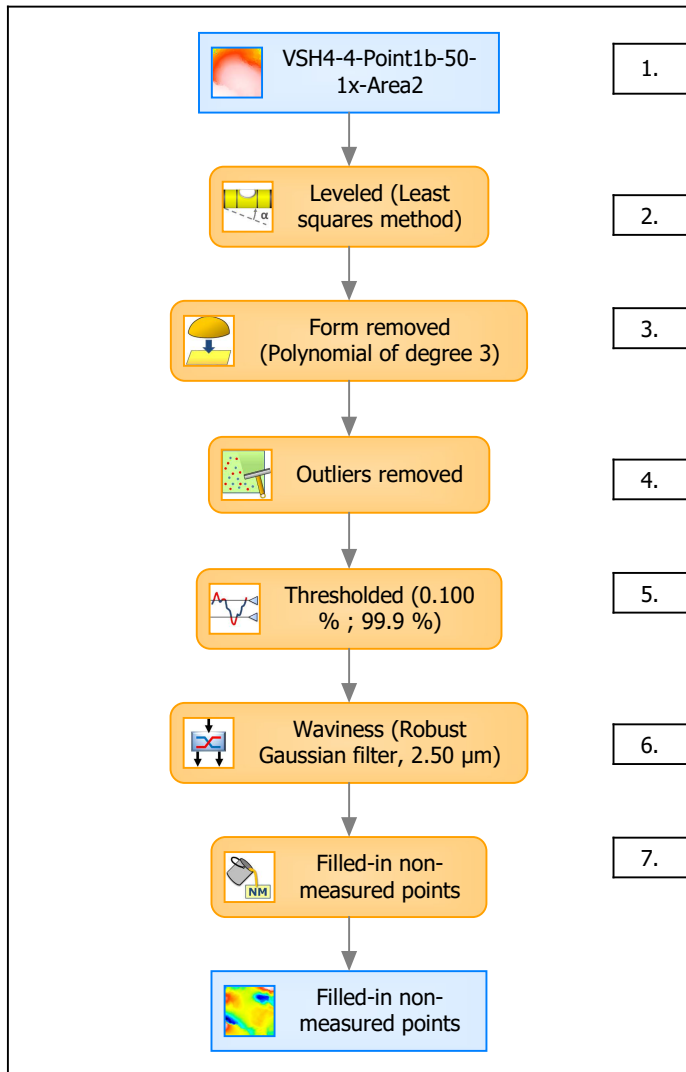 VSH4-4-Point1b-50-
1x-Area2
1.
α
Leveled (Least
squares method)
2.
Form removed
(Polynomial of degree 3)
3.
Outliers removed
4.
Thresholded (0.100
% ; 99.9 %)
5.
Waviness (Robust
Gaussian filter, 2.50 µm)
6.
NM
Filled-in non-
measured points
7.
Filled-in non-
measured points